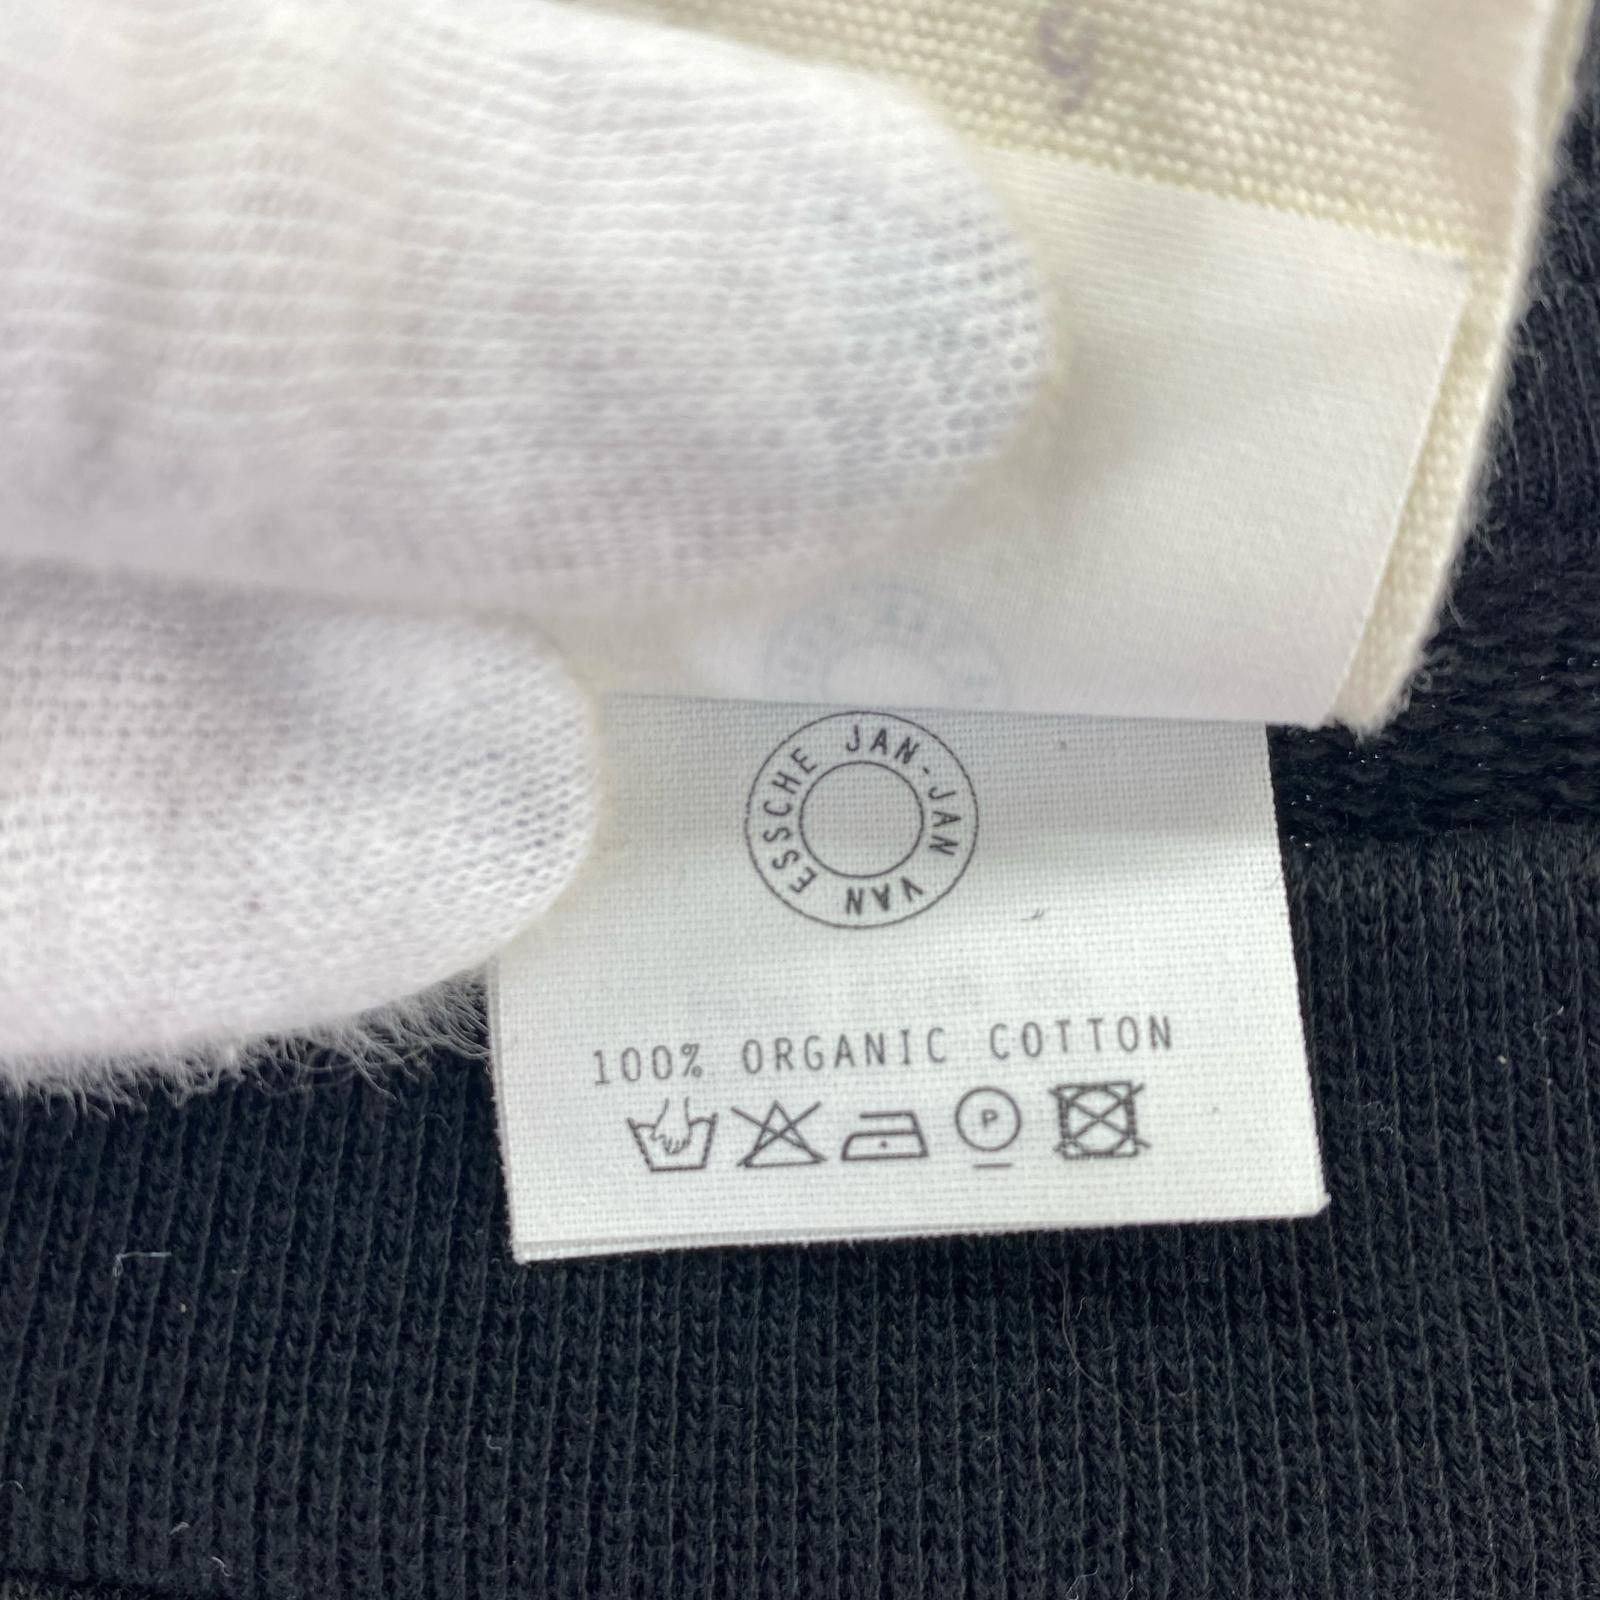 JAN-JAN VAN ESSCHE
100% ORGANIC COTTON
P